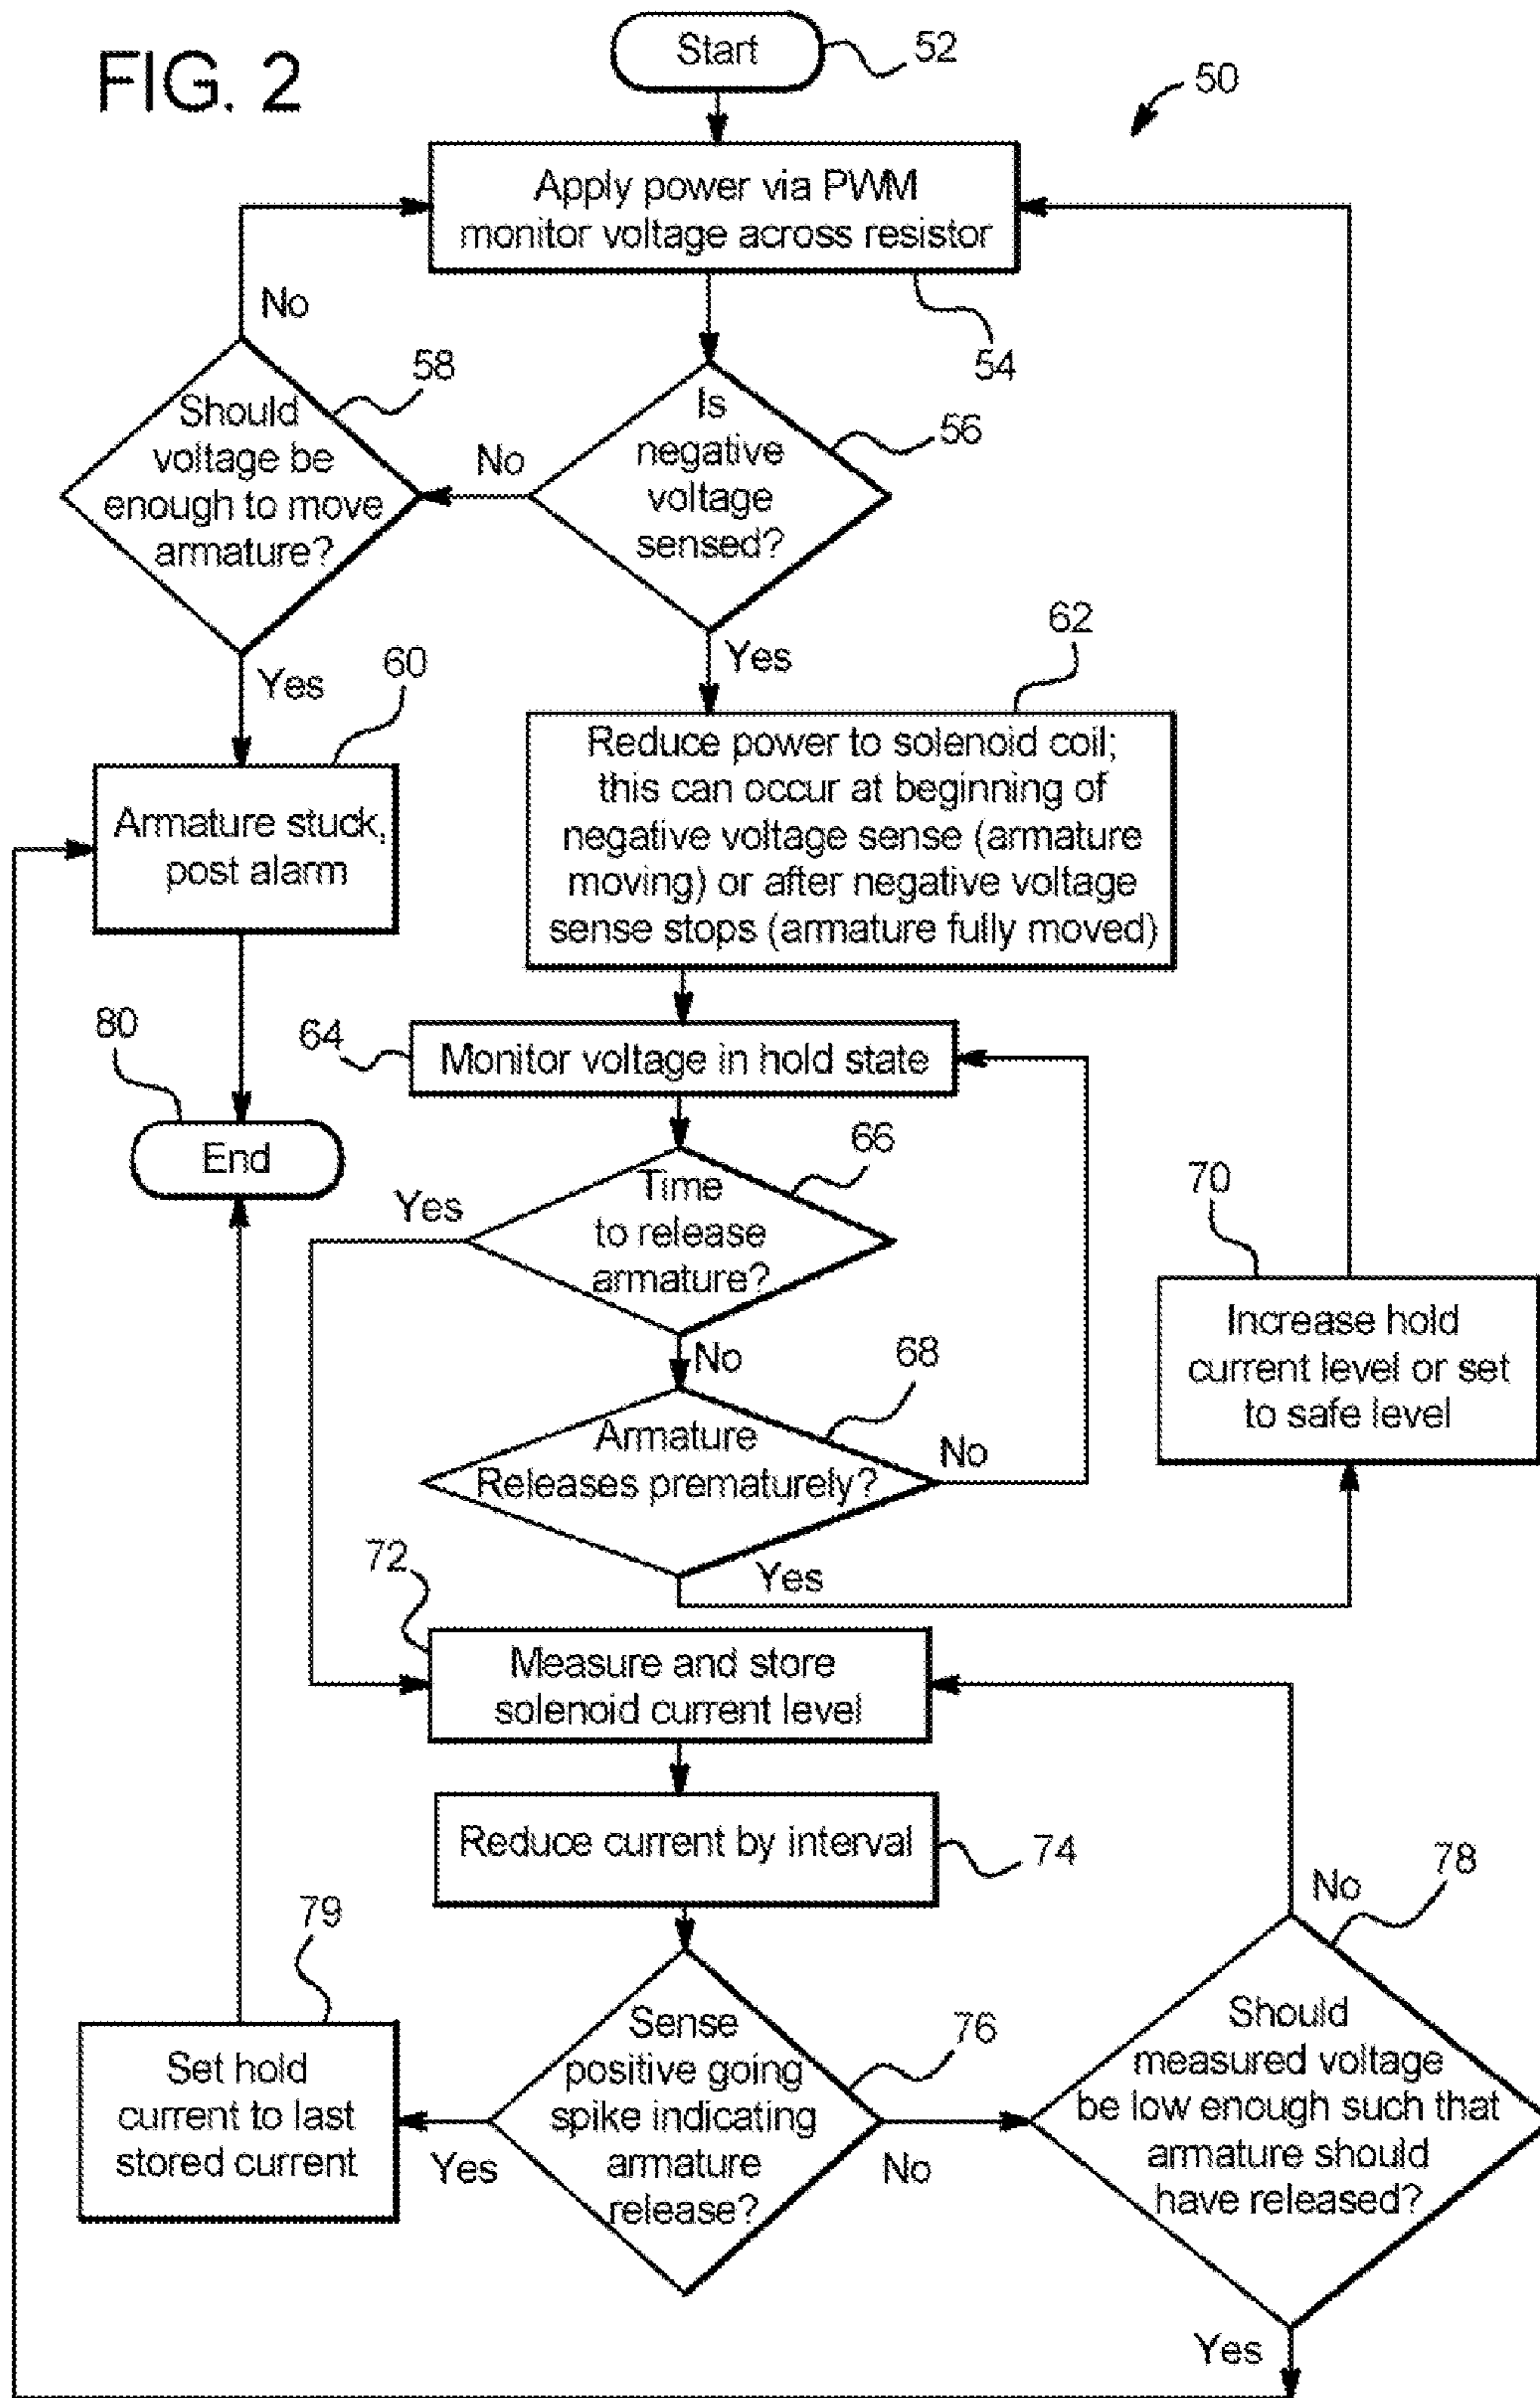 FIG. 2
Start
52
50
Apply power via PWM
monitor voltage across resistor
54
No
58
Should
voltage be
enough to move
armature?
No
Is
negative
voltage
sensed?
56
Yes
60
Yes
62
Armature stuck,
post alarm
Reduce power to solenoid coil;
this can occur at beginning of
negative voltage sense (armature
moving) or after negative voltage
sense stops (armature fully moved)
80
End
64
Monitor voltage in hold state
66
Yes
Time
to release
armature?
No
68
Armature
Releases prematurely?
No
Yes
70
Increase hold
current level or set
to safe level
72
Measure and store
solenoid current level
Reduce current by interval
74
No
78
79
Set hold
current to last
stored current
Yes
Sense
positive going
spike indicating
armature
release?
76
No
Should
measured voltage
be low enough such that
armature should
have released?
Yes